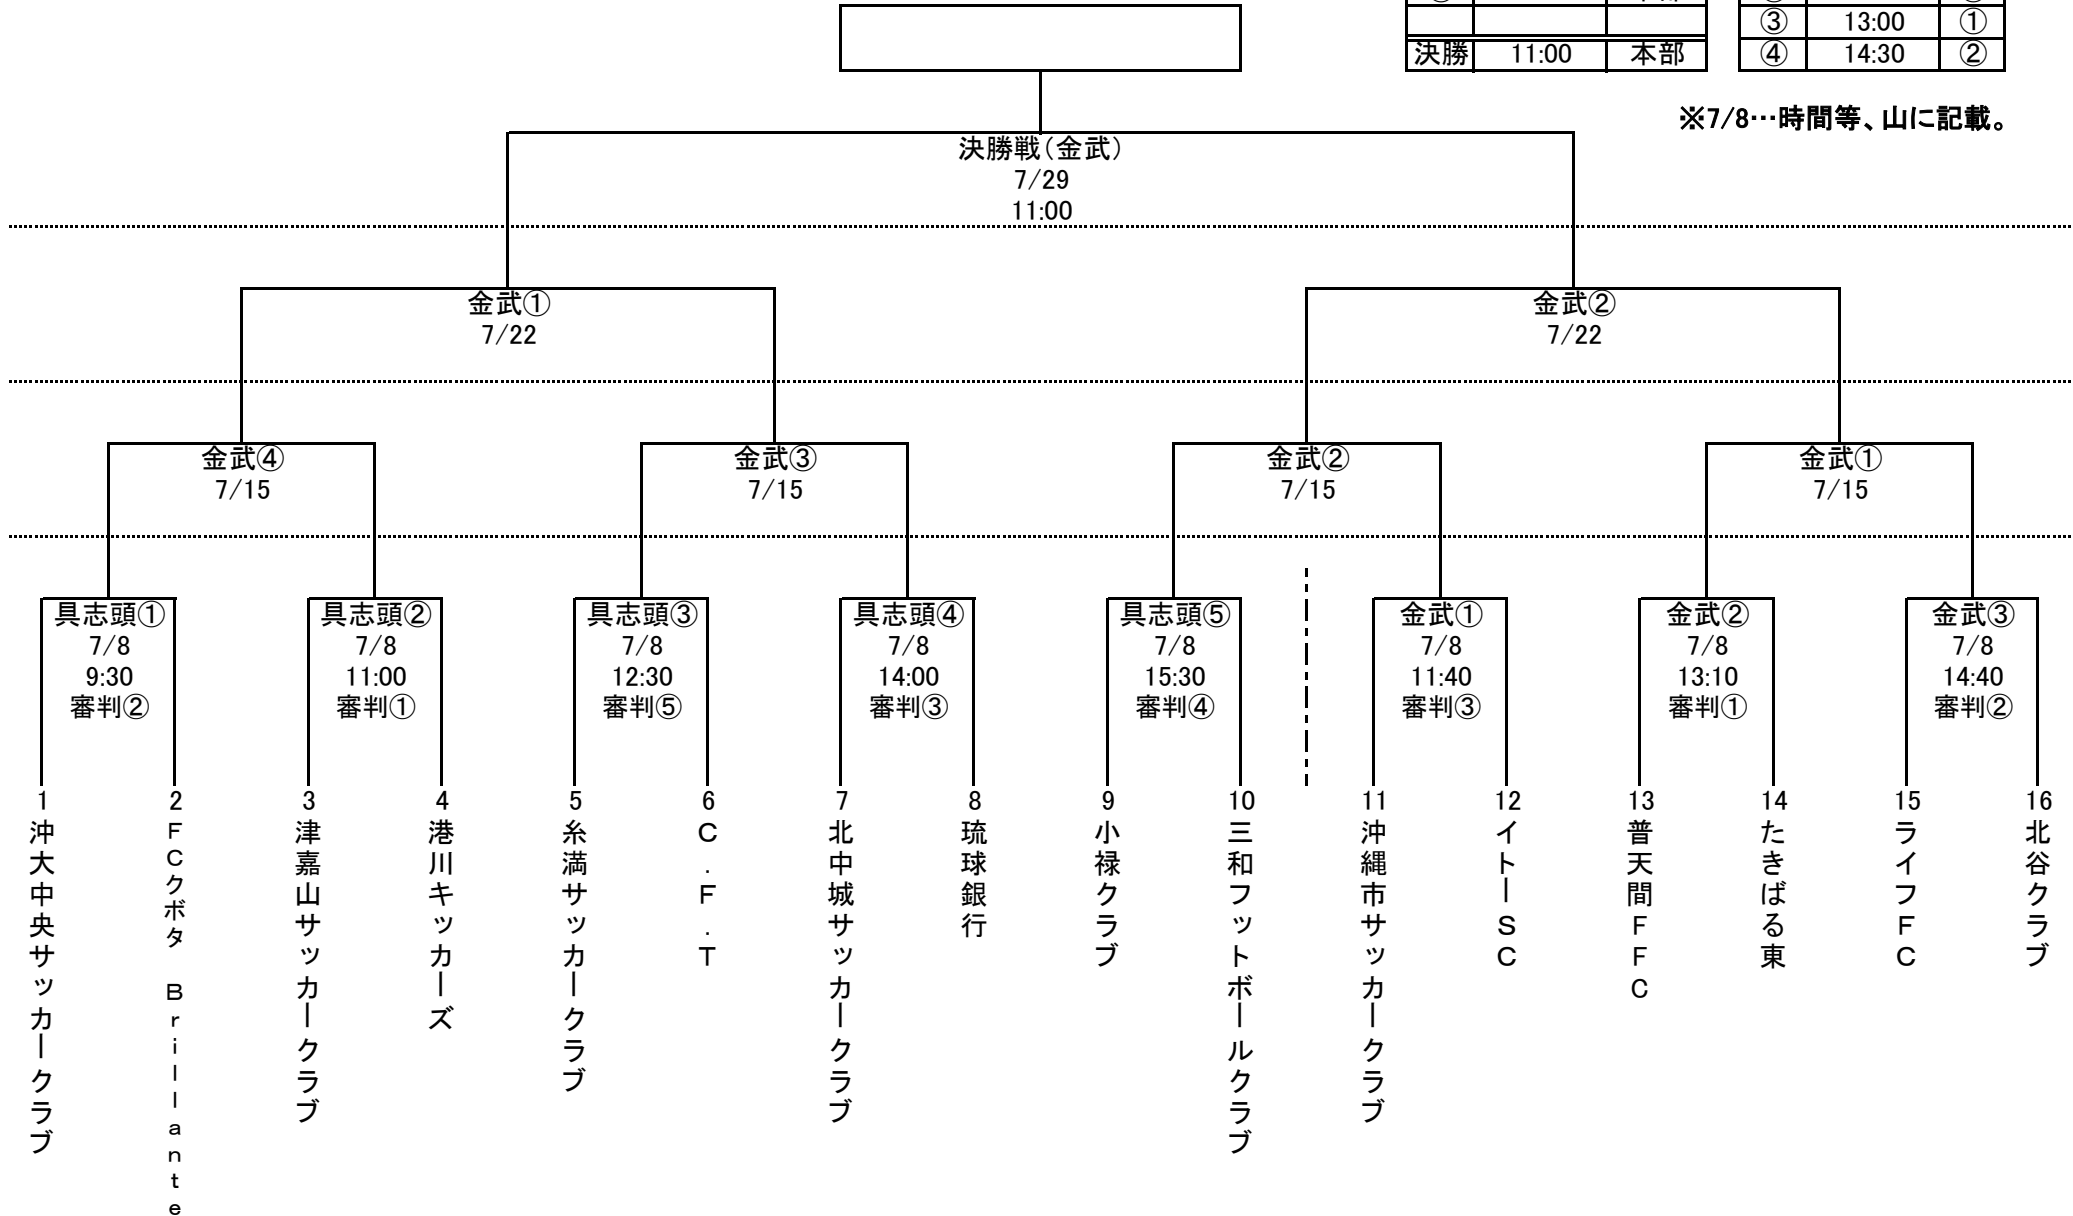 ③ 13:00 ①
決勝 11:00 本部
④ 14:30 ②
※7/8…時間等、山に記載。
決勝戦(金武)
7/29
11:00
金武①
7/22
金武②
7/22
金武④
7/15
金武③
7/15
金武②
7/15
金武①
7/15
具志頭①
7/8
9:30
審判②
具志頭②
7/8
11:00
審判①
具志頭③
7/8
12:30
審判⑤
具志頭④
7/8
14:00
審判③
具志頭⑤
7/8
15:30
審判④
金武①
7/8
11:40
審判③
金武②
7/8
13:10
審判①
金武③
7/8
14:40
審判②
1 沖大中央サッカークラブ
2 FCクボタ Brillante
3 津嘉山サッカークラブ
4 港川キッカーズ
5 糸満サッカークラブ
6 C.F.T
7 北中城サッカークラブ
8 琉球銀行
9 小禄クラブ
10 三和フットボールクラブ
11 沖縄市サッカークラブ
12 イトーSC
13 普天間FFC
14 たきばる東
15 ライフFC
16 北谷クラブ